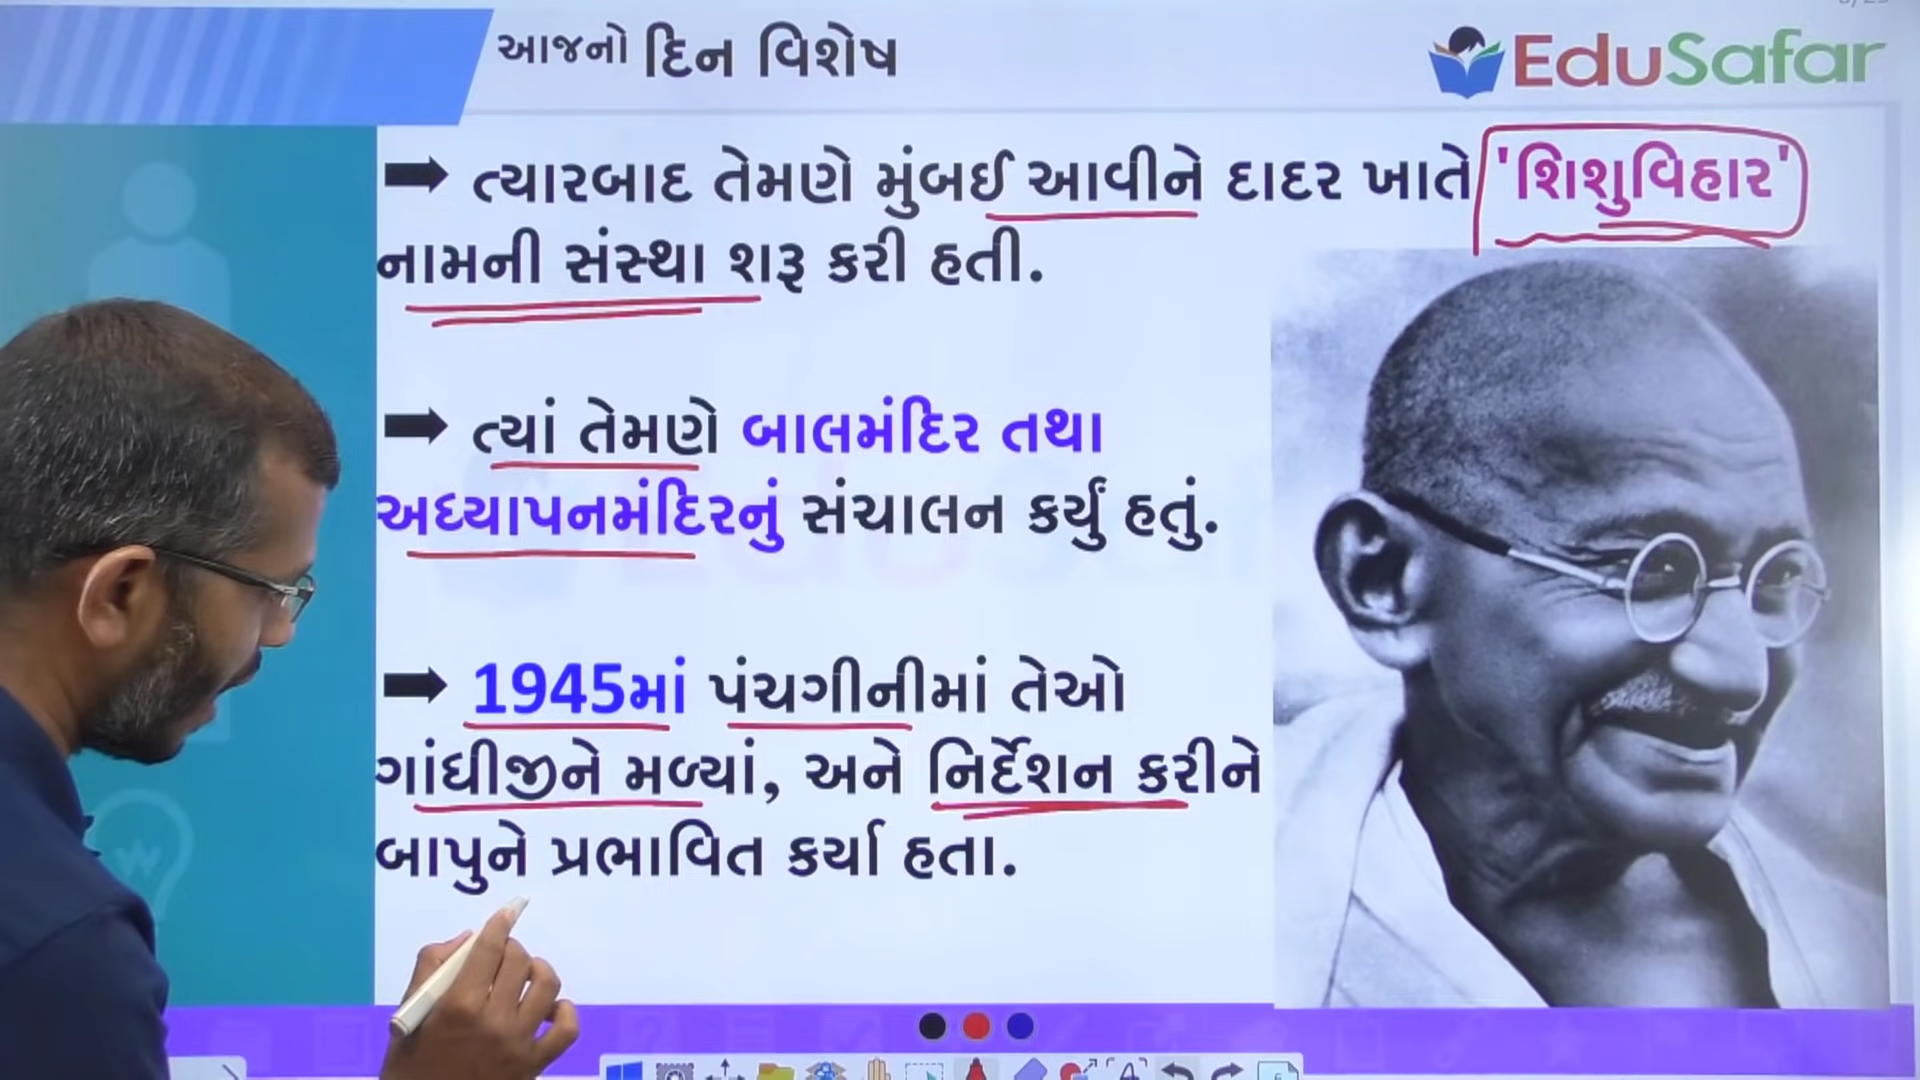 આજનો દિન વિશેષ
EduSafar
➡ ત્યારબાદ તેમણે મુંબઈ આવીને દાદર ખાતે 'શિશુવિહાર'
નામની સંસ્થા શરૂ કરી હતી.
➡ ત્યાં તેમણે બાલમંદિર તથા
અધ્યાપનમંદિરનું સંચાલન કર્યું હતું.
➡ 1945માં પંચગીનીમાં તેઓ
ગાંધીજીને મળ્યાં, અને નિર્દેશન કરીને
બાપુને પ્રભાવિત કર્યા હતા.